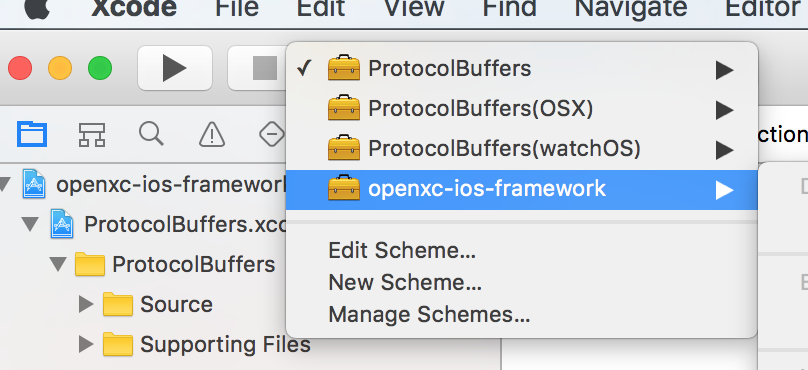 Xcode File Edit View Find Navigate Editor
✓ ProtocolBuffers
ProtocolBuffers(OSX)
ProtocolBuffers(watchOS)
openxc-ios-framework
Edit Scheme...
New Scheme...
Manage Schemes...
openxc-ios-framework
ProtocolBuffers.xco
ProtocolBuffers
Source
Supporting Files
ction